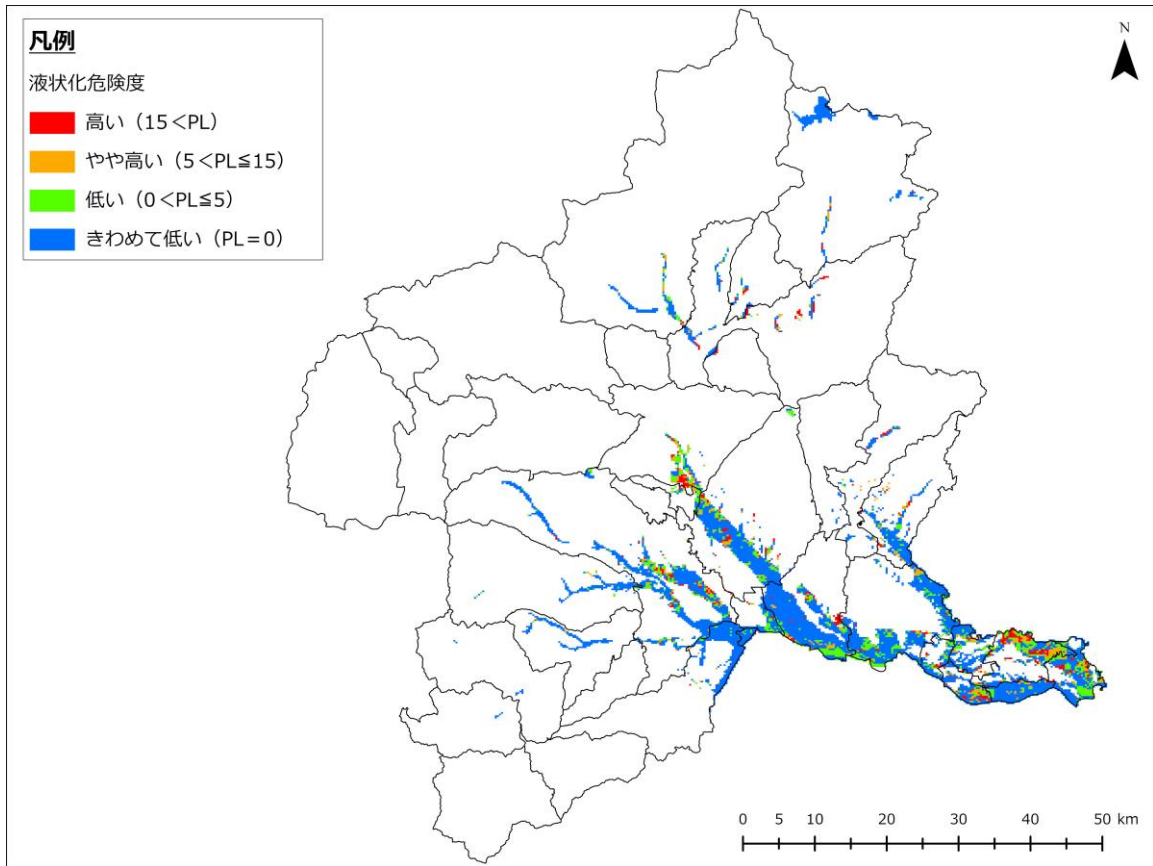 凡例
液状化危険度
高い（15＜PL）
やや高い（5＜PL≦15）
低い（0＜PL≦5）
きわめて低い（PL＝0）
N
0 5 10 20 30 40 50 km